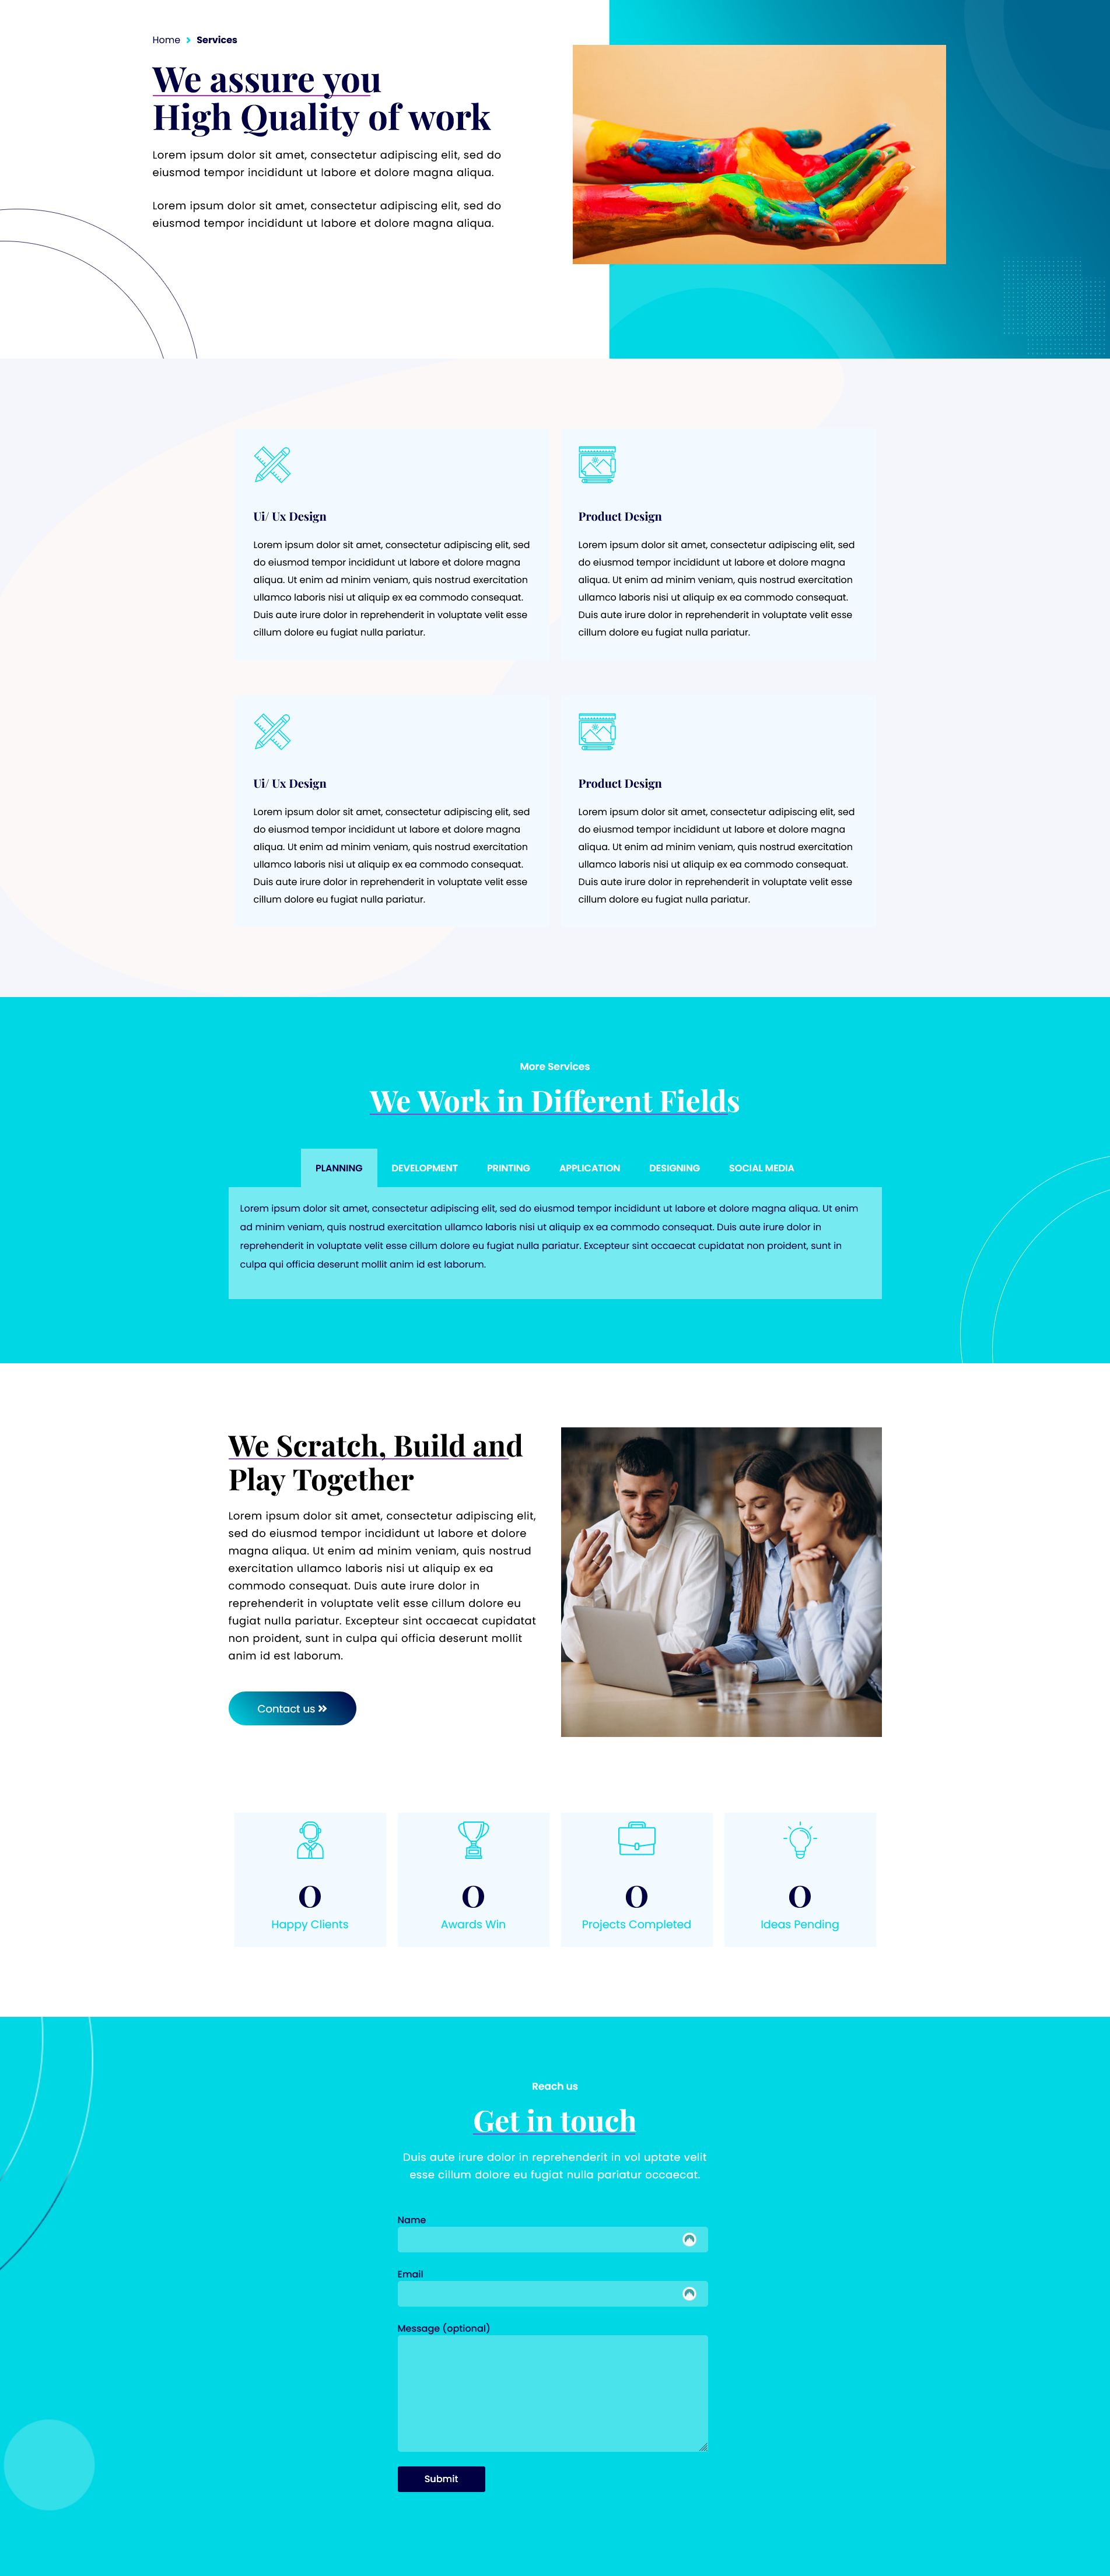 Home > Services
We assure you
High Quality of work
Lorem ipsum dolor sit amet, consectetur adipiscing elit, sed do
eiusmod tempor incididunt ut labore et dolore magna aliqua.
Lorem ipsum dolor sit amet, consectetur adipiscing elit, sed do
eiusmod tempor incididunt ut labore et dolore magna aliqua.
Ui/ Ux Design
Lorem ipsum dolor sit amet, consectetur adipiscing elit, sed
do eiusmod tempor incididunt ut labore et dolore magna
aliqua. Ut enim ad minim veniam, quis nostrud exercitation
ullamco laboris nisi ut aliquip ex ea commodo consequat.
Duis aute irure dolor in reprehenderit in voluptate velit esse
cillum dolore eu fugiat nulla pariatur.
Product Design
Lorem ipsum dolor sit amet, consectetur adipiscing elit, sed
do eiusmod tempor incididunt ut labore et dolore magna
aliqua. Ut enim ad minim veniam, quis nostrud exercitation
ullamco laboris nisi ut aliquip ex ea commodo consequat.
Duis aute irure dolor in reprehenderit in voluptate velit esse
cillum dolore eu fugiat nulla pariatur.
Ui/ Ux Design
Lorem ipsum dolor sit amet, consectetur adipiscing elit, sed
do eiusmod tempor incididunt ut labore et dolore magna
aliqua. Ut enim ad minim veniam, quis nostrud exercitation
ullamco laboris nisi ut aliquip ex ea commodo consequat.
Duis aute irure dolor in reprehenderit in voluptate velit esse
cillum dolore eu fugiat nulla pariatur.
Product Design
Lorem ipsum dolor sit amet, consectetur adipiscing elit, sed
do eiusmod tempor incididunt ut labore et dolore magna
aliqua. Ut enim ad minim veniam, quis nostrud exercitation
ullamco laboris nisi ut aliquip ex ea commodo consequat.
Duis aute irure dolor in reprehenderit in voluptate velit esse
cillum dolore eu fugiat nulla pariatur.
More Services
We Work in Different Fields
PLANNING DEVELOPMENT PRINTING APPLICATION DESIGNING SOCIAL MEDIA
Lorem ipsum dolor sit amet, consectetur adipiscing elit, sed do eiusmod tempor incididunt ut labore et dolore magna aliqua. Ut enim
ad minim veniam, quis nostrud exercitation ullamco laboris nisi ut aliquip ex ea commodo consequat. Duis aute irure dolor in
reprehenderit in voluptate velit esse cillum dolore eu fugiat nulla pariatur. Excepteur sint occaecat cupidatat non proident, sunt in
culpa qui officia deserunt mollit anim id est laborum.
We Scratch, Build and
Play Together
Lorem ipsum dolor sit amet, consectetur adipiscing elit,
sed do eiusmod tempor incididunt ut labore et dolore
magna aliqua. Ut enim ad minim veniam, quis nostrud
exercitation ullamco laboris nisi ut aliquip ex ea
commodo consequat. Duis aute irure dolor in
reprehenderit in voluptate velit esse cillum dolore eu
fugiat nulla pariatur. Excepteur sint occaecat cupidatat
non proident, sunt in culpa qui officia deserunt mollit
anim id est laborum.
Contact us »
0
Happy Clients
0
Awards Win
0
Projects Completed
0
Ideas Pending
Reach us
Get in touch
Duis aute irure dolor in reprehenderit in vol uptate velit
esse cillum dolore eu fugiat nulla pariatur occaecat.
Name
Email
Message (optional)
Submit